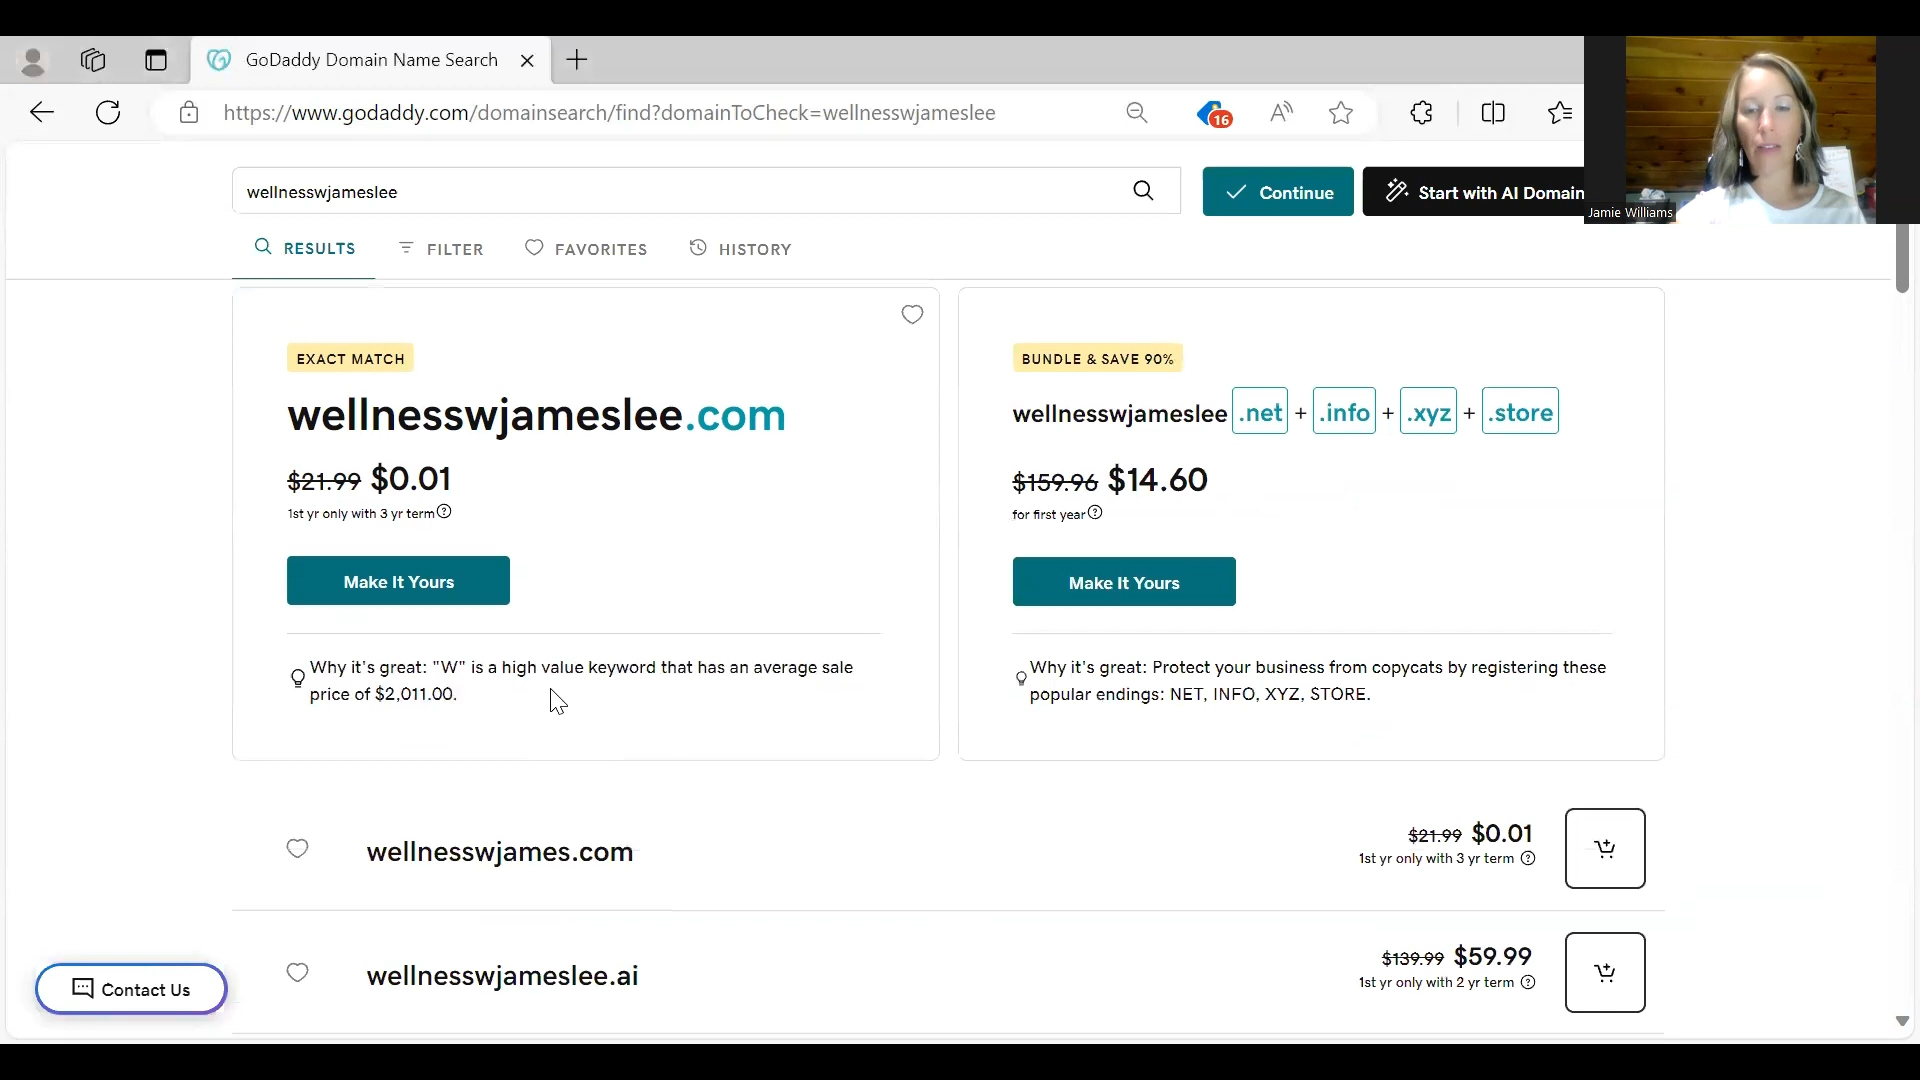 GoDaddy Domain Name Search
https://www.godaddy.com/domainsearch/find?domainToCheck=wellnesswjameslee
16
wellnesswjameslee
Continue
Start with AI Domain
Jamie Williams
RESULTS
FILTER
FAVORITES
HISTORY
EXACT MATCH
wellnesswjameslee.com
$21.99 $0.01
1st yr only with 3 yr term
Make It Yours
Why it's great: "W" is a high value keyword that has an average sale
price of $2,011.00.
BUNDLE & SAVE 90%
wellnesswjameslee .net + .info + .xyz + .store
$159.96 $14.60
for first year
Make It Yours
Why it's great: Protect your business from copycats by registering these
popular endings: NET, INFO, XYZ, STORE.
wellnesswjames.com
$21.99 $0.01
1st yr only with 3 yr term
wellnesswjameslee.ai
$139.99 $59.99
1st yr only with 2 yr term
Contact Us